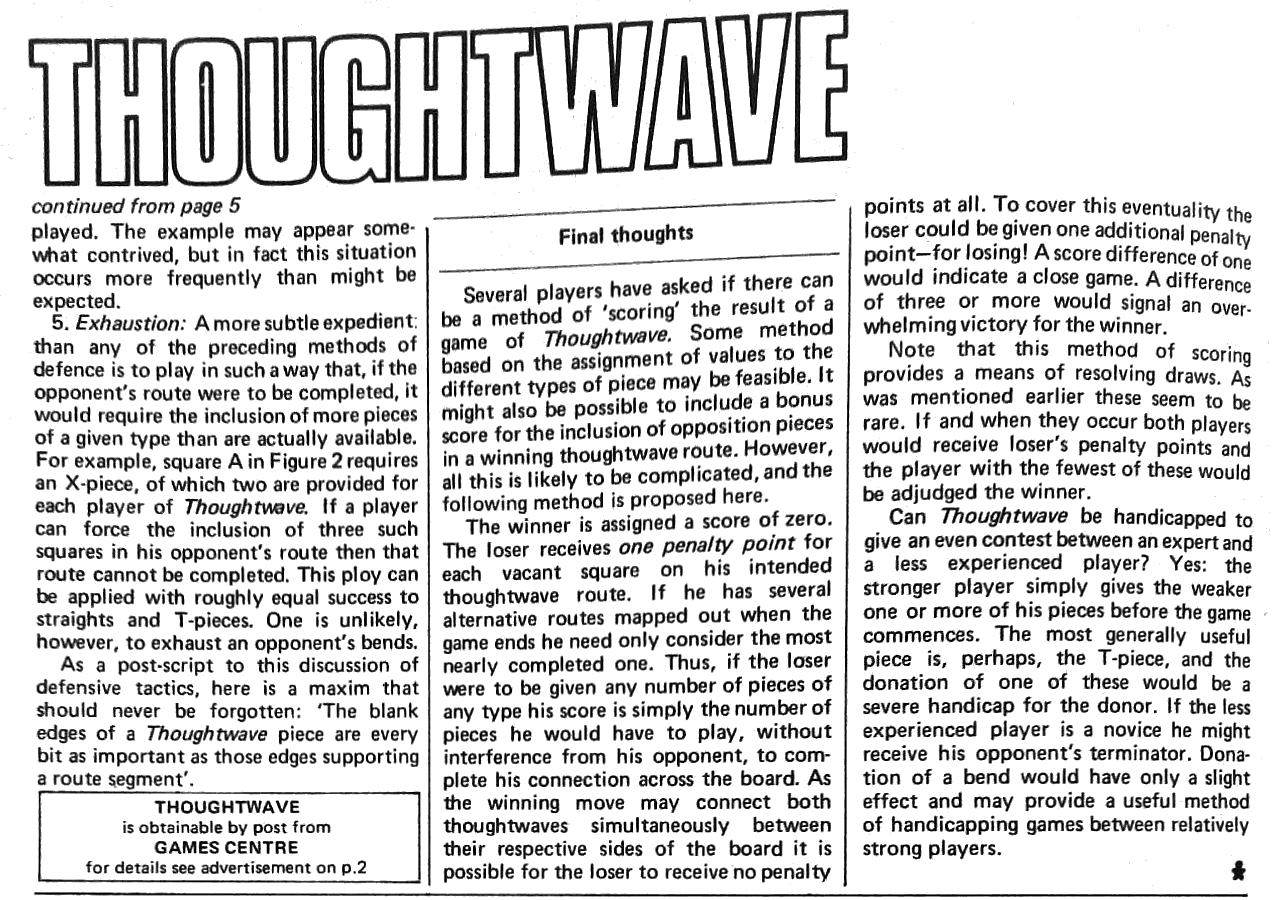 THOUGHTWAVE
continued from page 5
played. The example may appear some-
what contrived, but in fact this situation
occurs more frequently than might be
expected.
5. Exhaustion: A more subtle expedient
than any of the preceding methods of
defence is to play in such a way that, if the
opponent's route were to be completed, it
would require the inclusion of more pieces
of a given type than are actually available.
For example, square A in Figure 2 requires
an X-piece, of which two are provided for
each player of Thoughtwave. If a player
can force the inclusion of three such
squares in his opponent's route then that
route cannot be completed. This ploy can
be applied with roughly equal success to
straights and T-pieces. One is unlikely,
however, to exhaust an opponent's bends.
As a post-script to this discussion of
defensive tactics, here is a maxim that
should never be forgotten: 'The blank
edges of a Thoughtwave piece are every
bit as important as those edges supporting
a route segment'.
THOUGHTWAVE
is obtainable by post from
GAMES CENTRE
for details see advertisement on p.2
Final thoughts
Several players have asked if there can
be a method of 'scoring' the result of a
game of Thoughtwave. Some method
based on the assignment of values to the
different types of piece may be feasible. It
might also be possible to include a bonus
score for the inclusion of opposition pieces
in a winning thoughtwave route. However,
all this is likely to be complicated, and the
following method is proposed here.
The winner is assigned a score of zero.
The loser receives one penalty point for
each vacant square on his intended
thoughtwave route. If he has several
alternative routes mapped out when the
game ends he need only consider the most
nearly completed one. Thus, if the loser
were to be given any number of pieces of
any type his score is simply the number of
pieces he would have to play, without
interference from his opponent, to com-
plete his connection across the board. As
the winning move may connect both
thoughtwaves simultaneously between
their respective sides of the board it is
possible for the loser to receive no penalty
points at all. To cover this eventuality the
loser could be given one additional penalty
point—for losing! A score difference of one
would indicate a close game. A difference
of three or more would signal an over-
whelming victory for the winner.
Note that this method of scoring
provides a means of resolving draws. As
was mentioned earlier these seem to be
rare. If and when they occur both players
would receive loser's penalty points and
the player with the fewest of these would
be adjudged the winner.
Can Thoughtwave be handicapped to
give an even contest between an expert and
a less experienced player? Yes: the
stronger player simply gives the weaker
one or more of his pieces before the game
commences. The most generally useful
piece is, perhaps, the T-piece, and the
donation of one of these would be a
severe handicap for the donor. If the less
experienced player is a novice he might
receive his opponent's terminator. Dona-
tion of a bend would have only a slight
effect and may provide a useful method
of handicapping games between relatively
strong players.